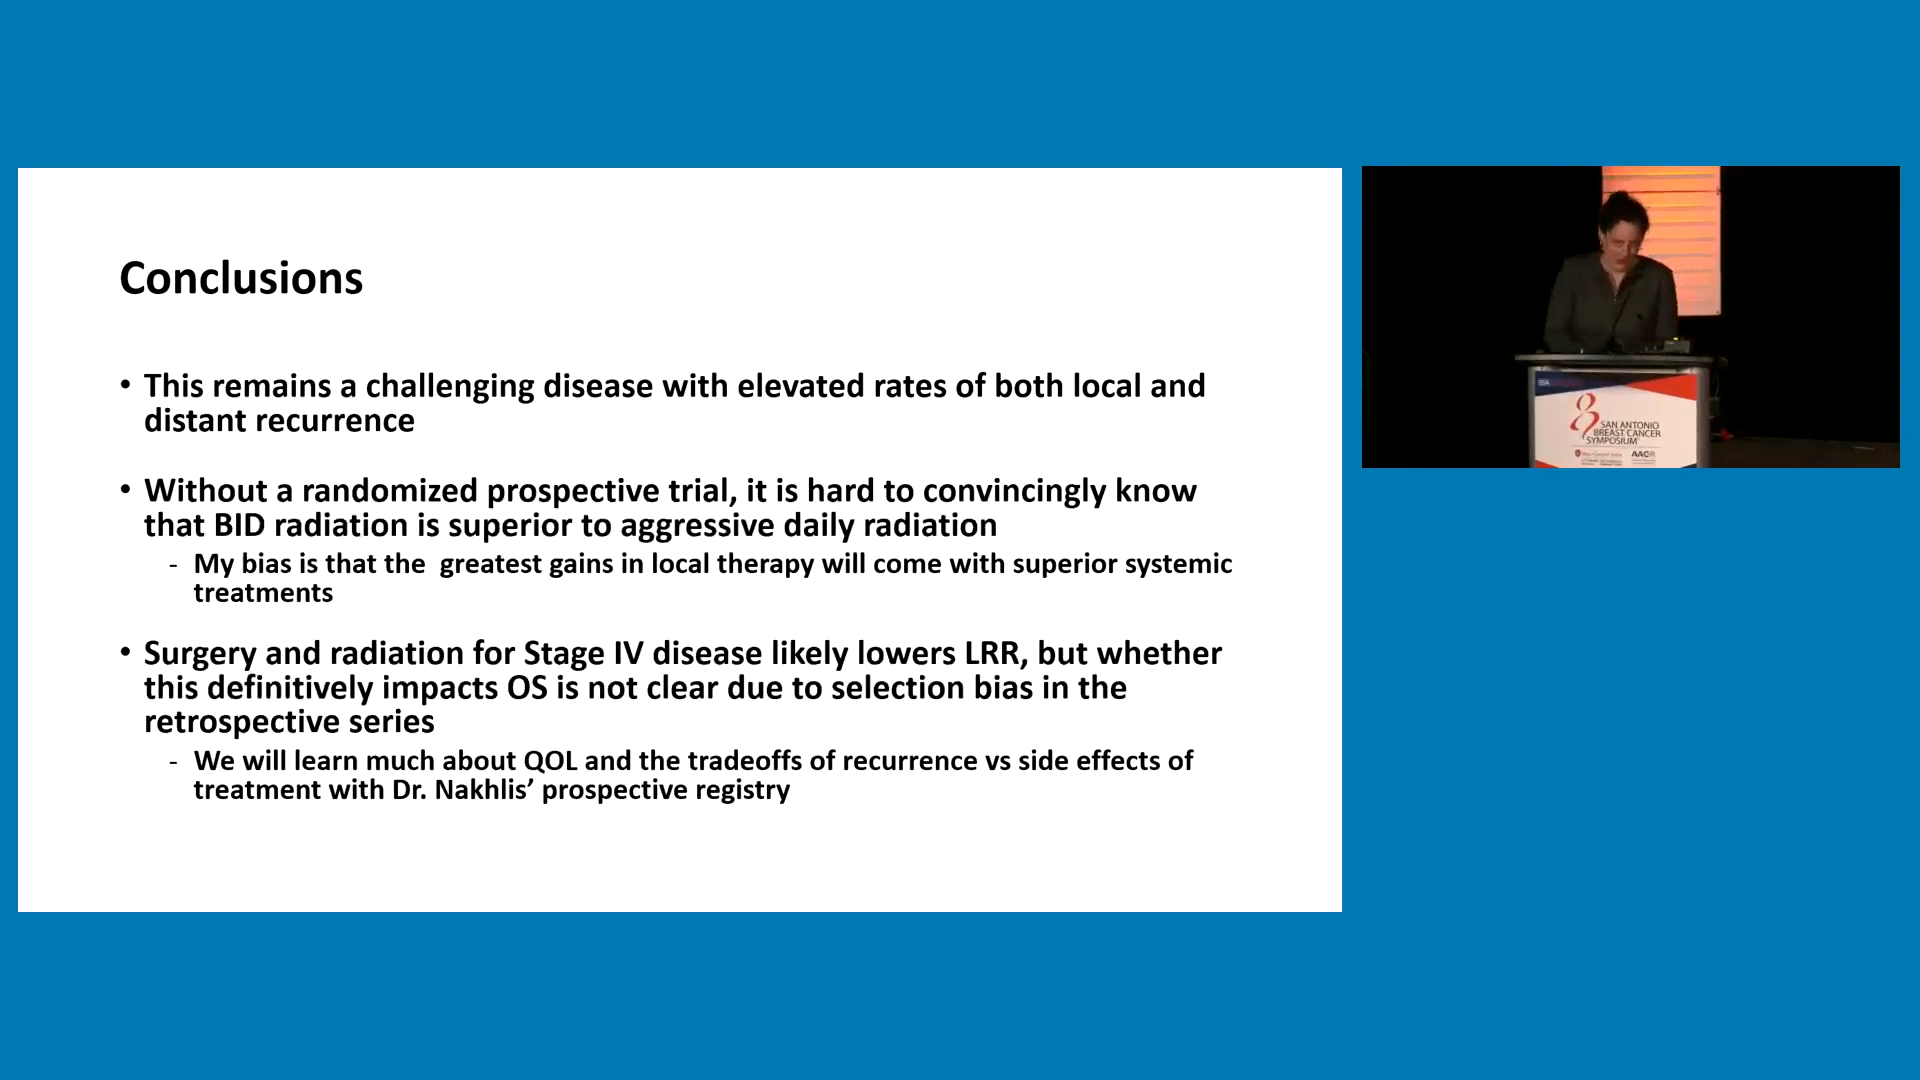 Conclusions
• This remains a challenging disease with elevated rates of both local and
distant recurrence
• Without a randomized prospective trial, it is hard to convincingly know
that BID radiation is superior to aggressive daily radiation
- My bias is that the  greatest gains in local therapy will come with superior systemic
treatments
• Surgery and radiation for Stage IV disease likely lowers LRR, but whether
this definitively impacts OS is not clear due to selection bias in the
retrospective series
- We will learn much about QOL and the tradeoffs of recurrence vs side effects of
treatment with Dr. Nakhlis’ prospective registry
SAN ANTONIO
BREAST CANCER
SYMPOSIUM
AACR